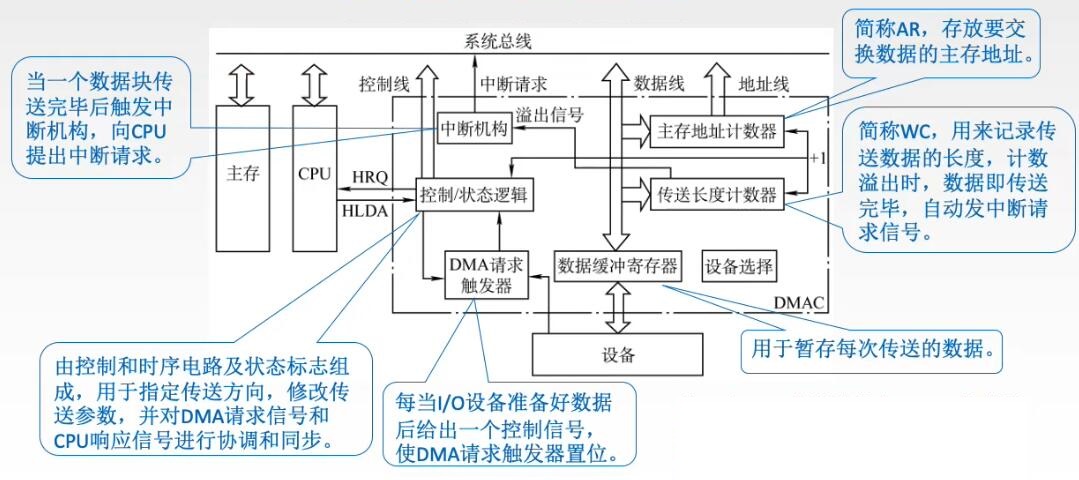 系统总线
控制线
中断请求
数据线
地址线
溢出信号
中断机构
主存地址计数器
+1
主存
CPU
HRQ
HLDA
控制/状态逻辑
传送长度计数器
DMA请求
触发器
数据缓冲寄存器
设备选择
DMAC
设备
当一个数据块传
送完毕后触发中
断机构，向CPU
提出中断请求。
简称AR，存放要交
换数据的主存地址。
简称WC，用来记录传
送数据的长度，计数
溢出时，数据即传送
完毕，自动发中断请
求信号。
用于暂存每次传送的数据。
由控制和时序电路及状态标志组
成，用于指定传送方向，修改传
送参数，并对DMA请求信号和
CPU响应信号进行协调和同步。
每当I/O设备准备好数据
后给出一个控制信号，
使DMA请求触发器置位。